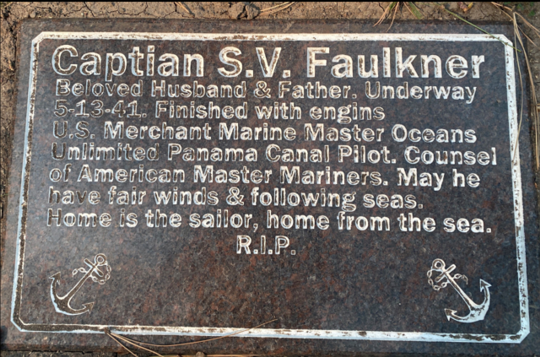 Captian S.V. Faulkner
Beloved Husband & Father. Underway
5-13-41. Finished with engins
U.S. Merchant Marine Master Oceans
Unlimited Panama Canal Pilot. Counsel
of American Master Mariners. May he
have fair winds & following seas.
Home is the sailor, home from the sea.
R.I.P.